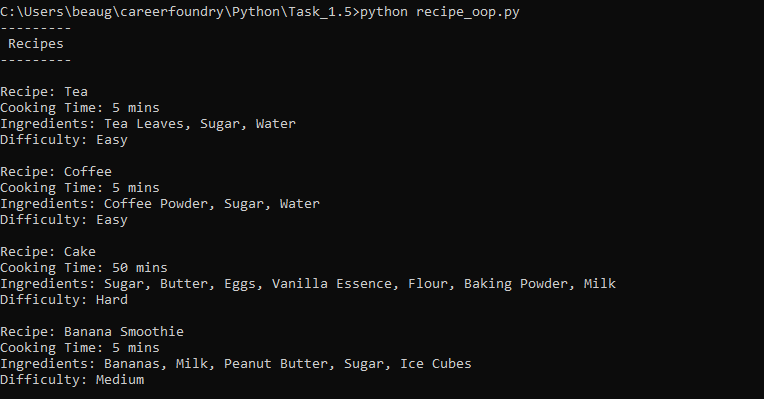 C:\Users\beaug\careerfoundry\Python\Task_1.5>python recipe_oop.py
---------
 Recipes
---------

Recipe: Tea
Cooking Time: 5 mins
Ingredients: Tea Leaves, Sugar, Water
Difficulty: Easy

Recipe: Coffee
Cooking Time: 5 mins
Ingredients: Coffee Powder, Sugar, Water
Difficulty: Easy

Recipe: Cake
Cooking Time: 50 mins
Ingredients: Sugar, Butter, Eggs, Vanilla Essence, Flour, Baking Powder, Milk
Difficulty: Hard

Recipe: Banana Smoothie
Cooking Time: 5 mins
Ingredients: Bananas, Milk, Peanut Butter, Sugar, Ice Cubes
Difficulty: Medium